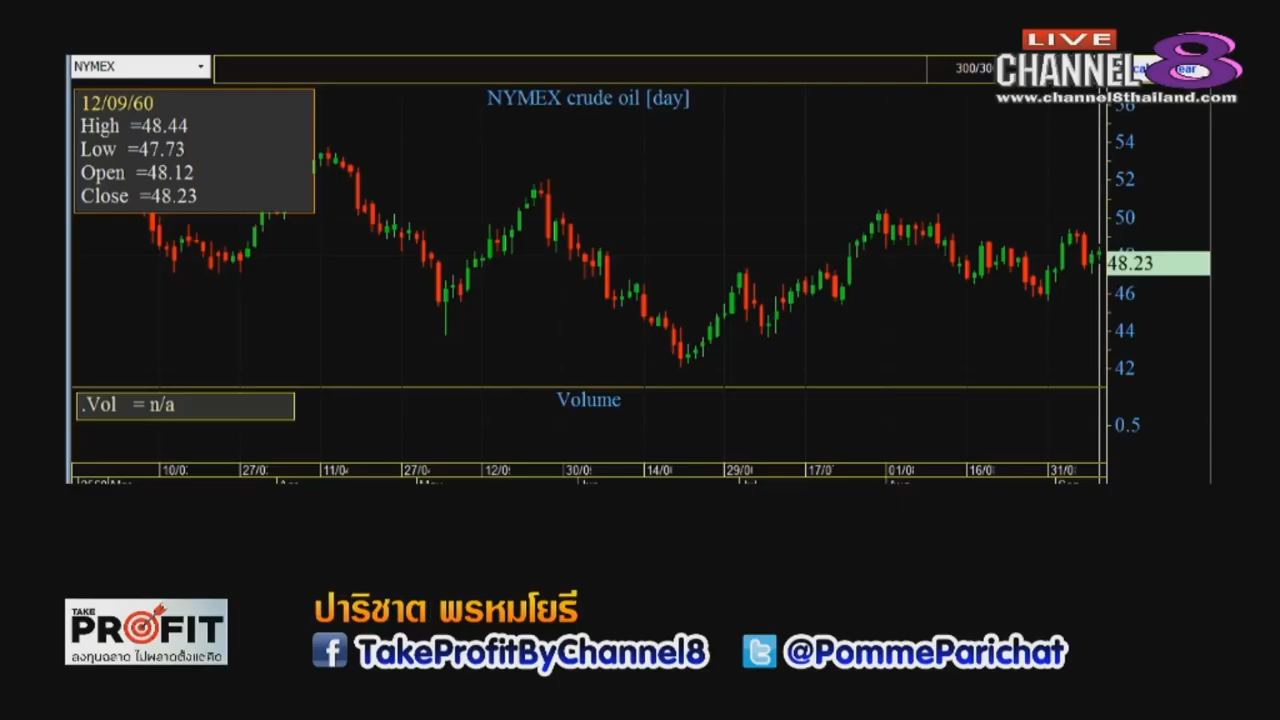 LIVE
CHANNEL 8
www.channel8thailand.com
NYMEX
300/30
NYMEX crude oil [day]
12/09/60
High =48.44
Low =47.73
Open =48.12
Close =48.23
54
52
50
48.23
46
44
42
.Vol = n/a
Volume
0.5
10/0
27/0
11/0
27/0
12/0
30/0
14/0
29/0
17/0
01/0
16/0
31/0
TAKE
PROFIT
ลงทุนฉลาด ไม่พลาดตั้งแต่คิด
ปาริชาต พรหมโยธี
TakeProfitByChannel8
@PommeParichat